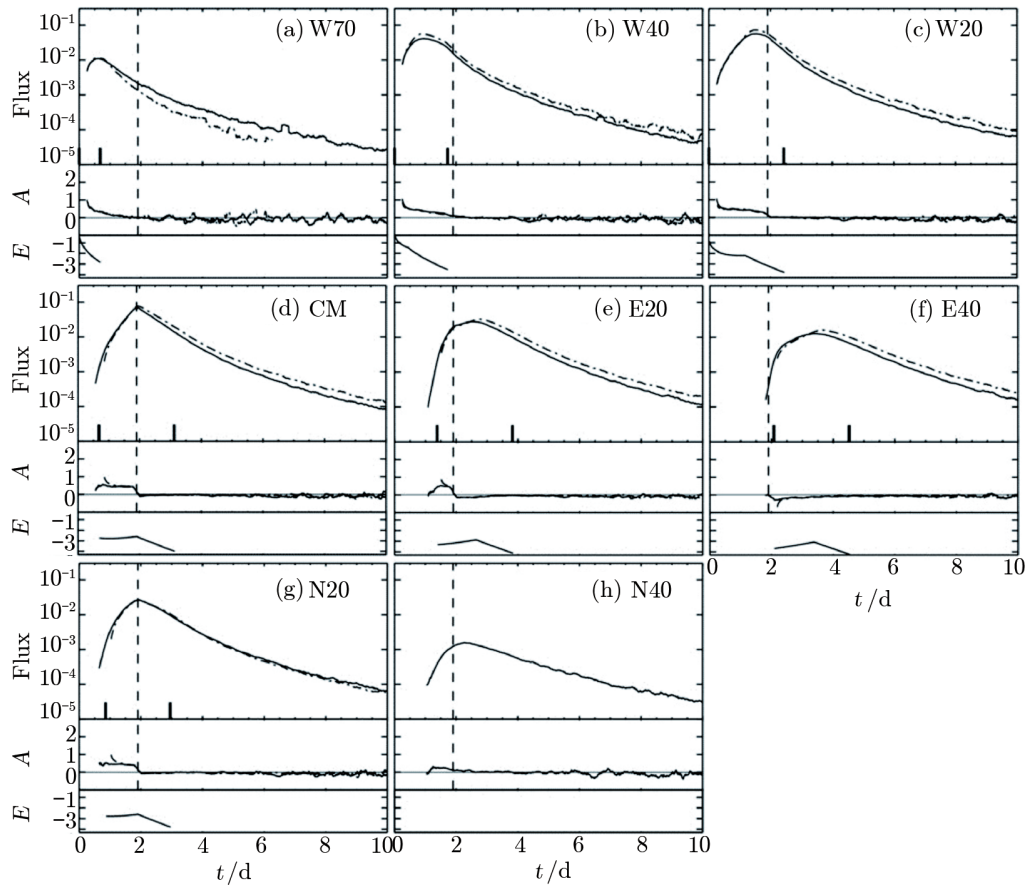 (a) W70
(b) W40
(c) W20
Flux
10⁻¹
10⁻²
10⁻³
10⁻⁴
10⁻⁵
A
2
1
0
E
−1
−3
(d) CM
(e) E20
(f) E40
Flux
10⁻¹
10⁻²
10⁻³
10⁻⁴
10⁻⁵
A
2
1
0
E
−1
−3
0 2 4 6 8 10
t/d
(g) N20
(h) N40
Flux
10⁻¹
10⁻²
10⁻³
10⁻⁴
10⁻⁵
A
2
1
0
E
−1
−3
0 2 4 6 8 10
0 2 4 6 8 10
t/d
t/d